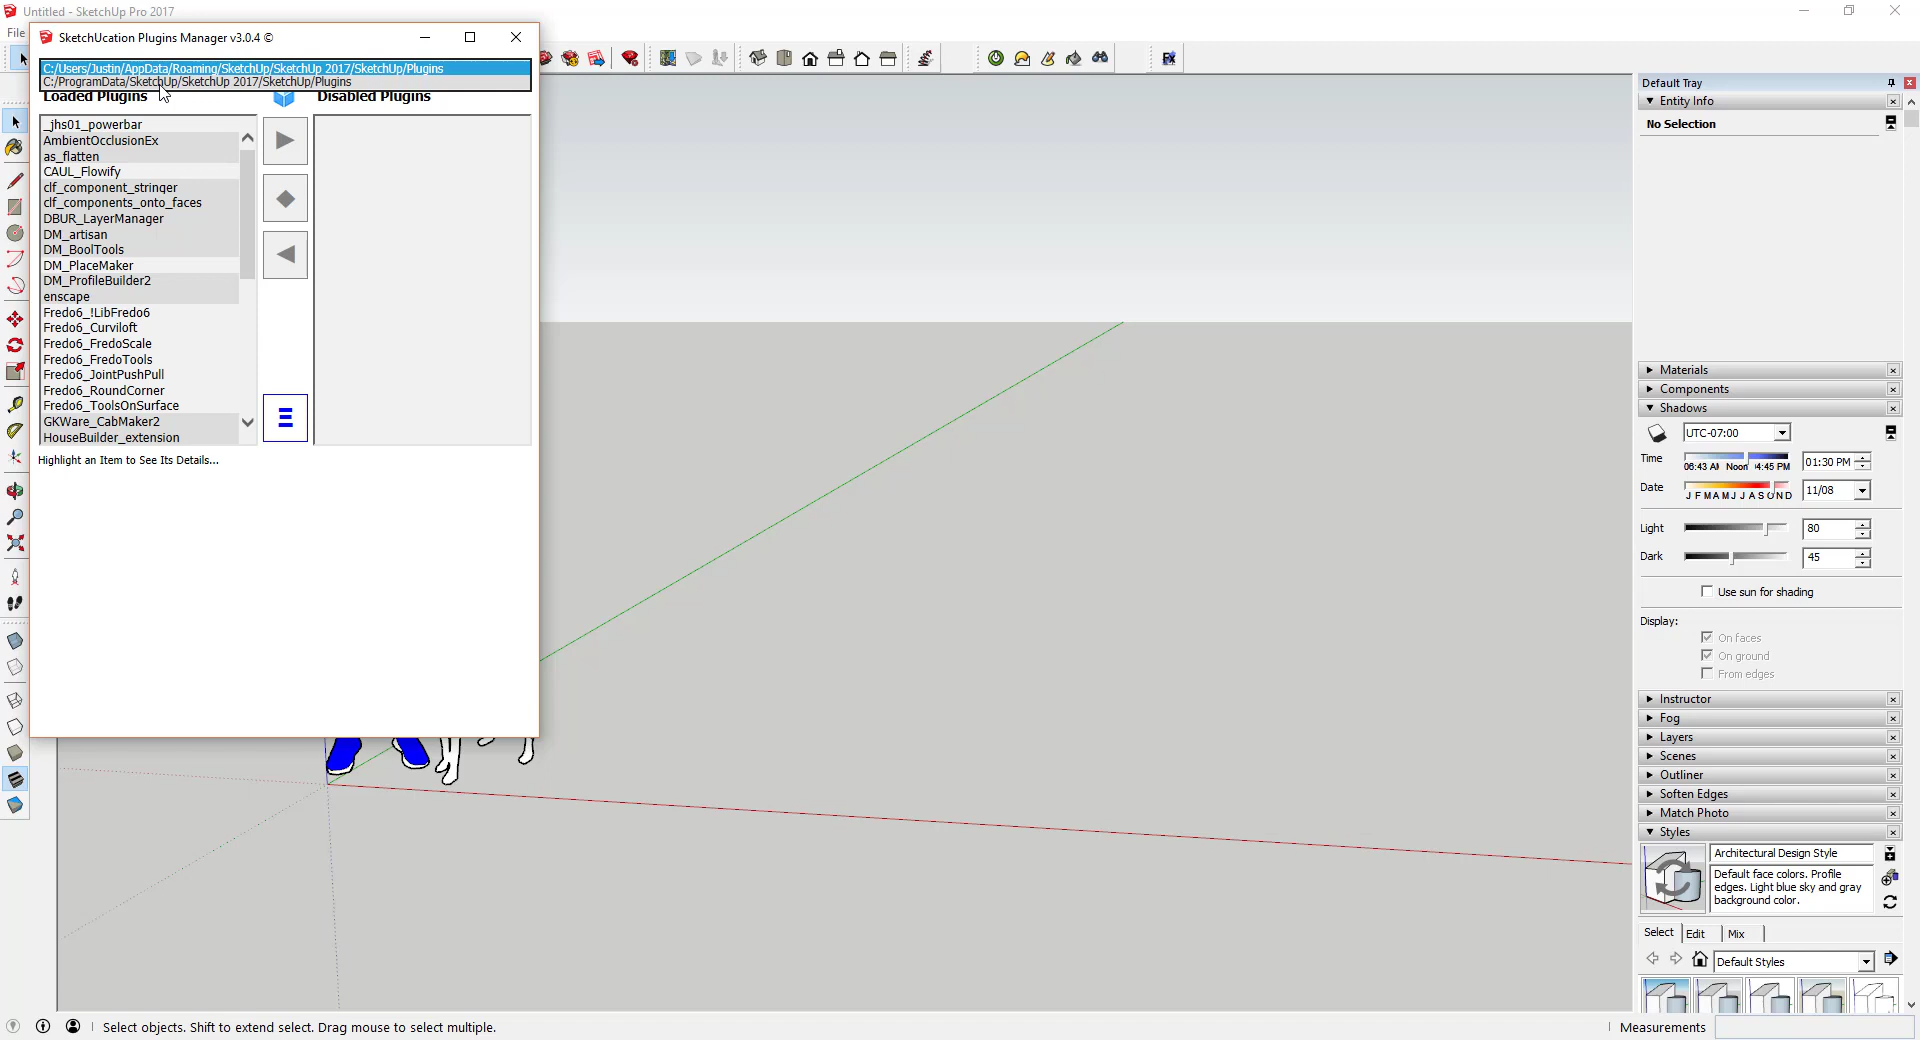 Untitled - SketchUp Pro 2017
File
SketchUcation Plugins Manager v3.0.4 ©
C:/Users/Justin/AppData/Roaming/SketchUp/SketchUp 2017/SketchUp/Plugins
C:/ProgramData/SketchUp/SketchUp 2017/SketchUp/Plugins
Loaded Plugins
Disabled Plugins
_jhs01_powerbar
AmbientOcclusionEx
as_flatten
CAUL_Flowify
clf_component_stringer
clf_components_onto_faces
DBUR_LayerManager
DM_artisan
DM_BoolTools
DM_PlaceMaker
DM_ProfileBuilder2
enscape
Fredo6_!LibFredo6
Fredo6_Curviloft
Fredo6_FredoScale
Fredo6_FredoTools
Fredo6_JointPushPull
Fredo6_RoundCorner
Fredo6_ToolsOnSurface
GKWare_CabMaker2
HouseBuilder_extension
Highlight an Item to See Its Details...
Default Tray
Entity Info
No Selection
Materials
Components
Shadows
UTC-07:00
Time
06:43 AM Noon 4:45 PM
01:30 PM
Date
J F M A M J J A S O N D
11/08
Light
80
Dark
45
Use sun for shading
Display:
On faces
On ground
From edges
Instructor
Fog
Layers
Scenes
Outliner
Soften Edges
Match Photo
Styles
Architectural Design Style
Default face colors. Profile
edges. Light blue sky and gray
background color.
Select Edit Mix
Default Styles
Select objects. Shift to extend select. Drag mouse to select multiple.
Measurements